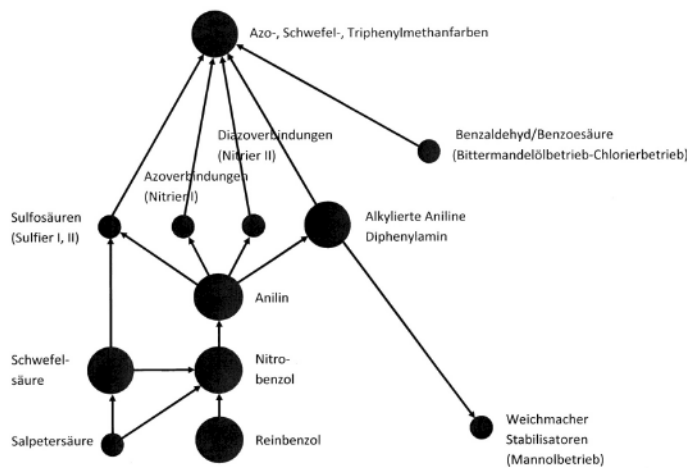 Azo-, Schwefel-, Triphenylmethanfarben
Diazoverbindungen
(Nitrier II)
Benzaldehyd/Benzoesäure
(Bittermandelölbetrieb-Chlorierbetrieb)
Azoverbindungen
(Nitrier I)
Sulfosäuren
(Sulfier I, II)
Alkylierte Aniline
Diphenylamin
Anilin
Schwefel-
säure
Nitro-
benzol
Salpetersäure
Reinbenzol
Weichmacher
Stabilisatoren
(Mannolbetrieb)